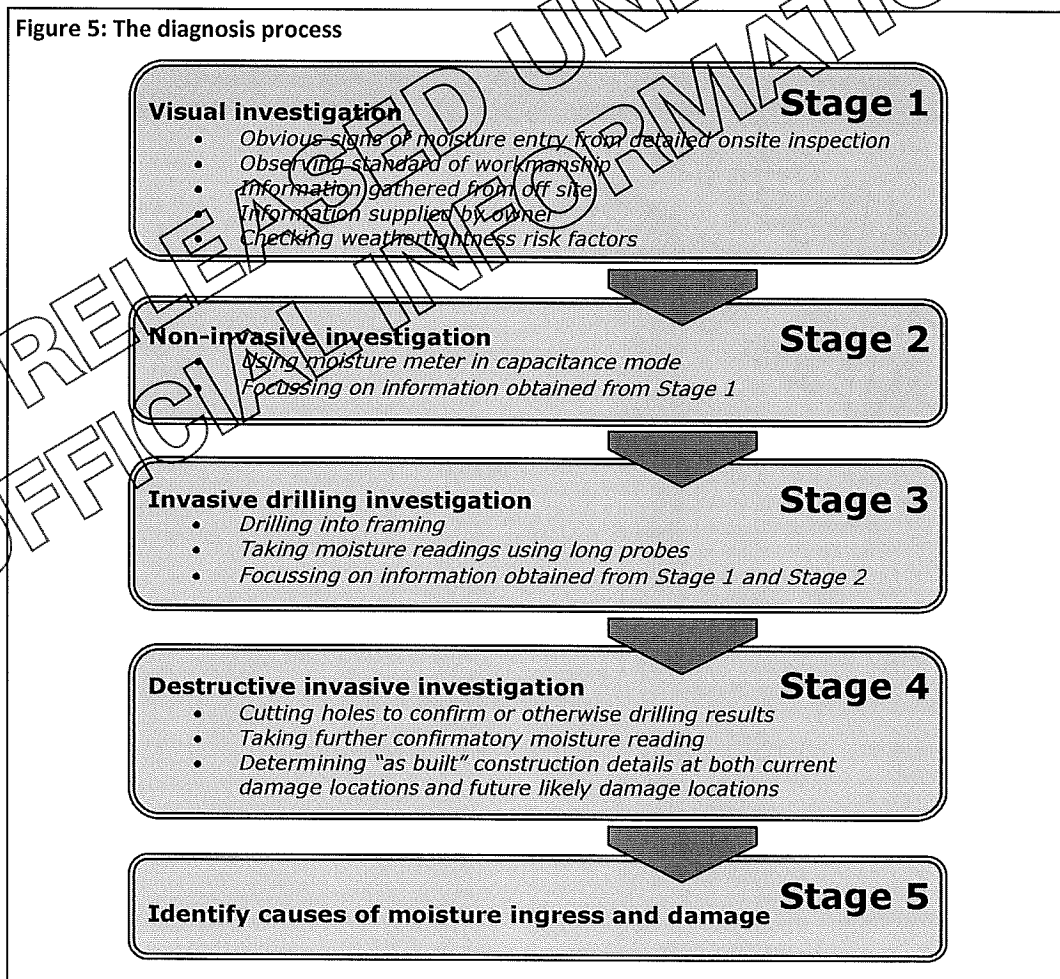 Figure 5: The diagnosis process
RELEASED UN
OFFICIAL INFORMATIO
Stage 1
Visual investigation
• Obvious signs of moisture entry from detailed onsite inspection
• Observing standard of workmanship
• Information gathered from off site
• Information supplied by owner
• Checking weathertightness risk factors
Stage 2
Non-invasive investigation
• Using moisture meter in capacitance mode
• Focussing on information obtained from Stage 1
Stage 3
Invasive drilling investigation
• Drilling into framing
• Taking moisture readings using long probes
• Focussing on information obtained from Stage 1 and Stage 2
Stage 4
Destructive invasive investigation
• Cutting holes to confirm or otherwise drilling results
• Taking further confirmatory moisture reading
• Determining “as built” construction details at both current
damage locations and future likely damage locations
Stage 5
Identify causes of moisture ingress and damage